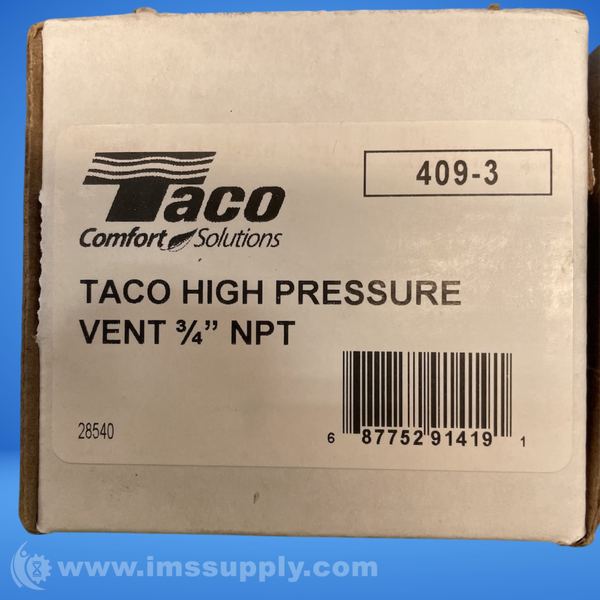 Taco
409-3
Comfort Solutions
TACO HIGH PRESSURE
VENT ¾” NPT
28540
6 87752 91419 1
www.imssupply.com